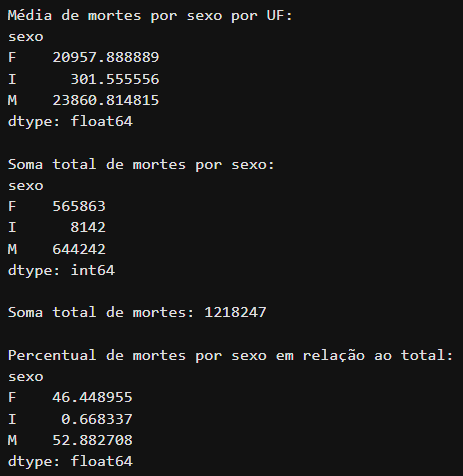 Média de mortes por sexo por UF:
sexo
F    20957.888889
I      301.555556
M    23860.814815
dtype: float64

Soma total de mortes por sexo:
sexo
F    565863
I      8142
M    644242
dtype: int64

Soma total de mortes: 1218247

Percentual de mortes por sexo em relação ao total:
sexo
F    46.448955
I     0.668337
M    52.882708
dtype: float64